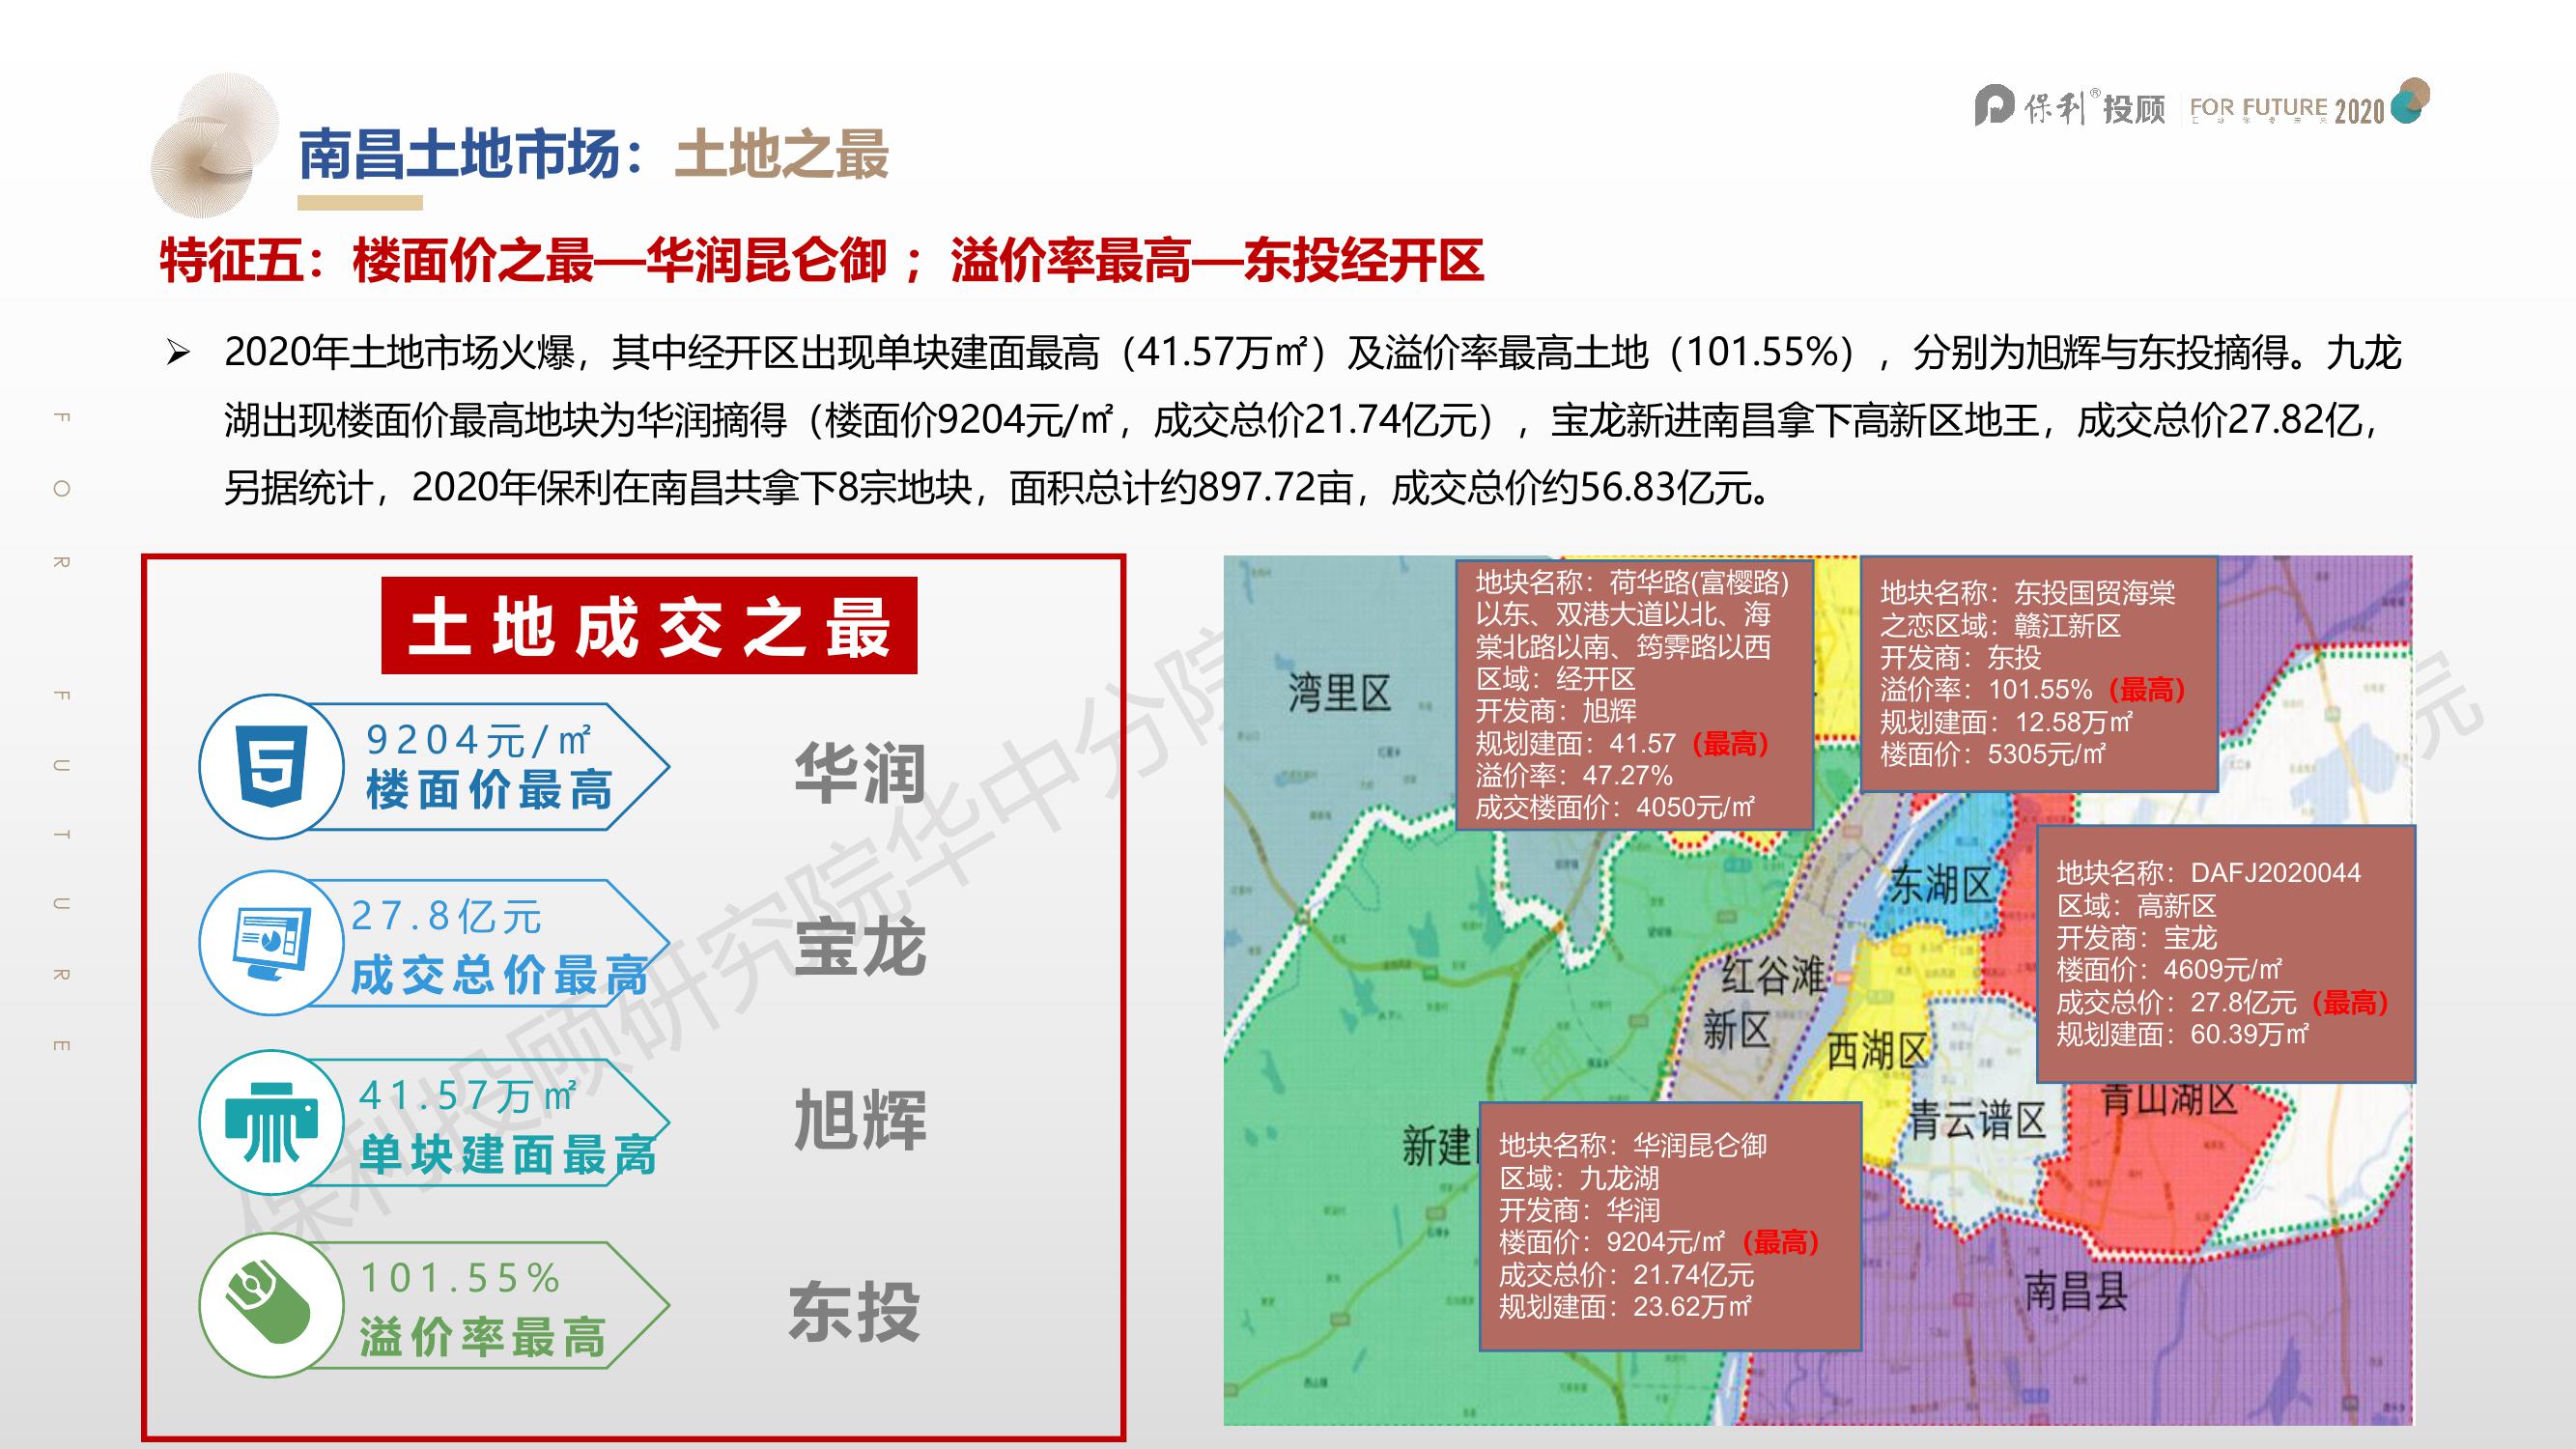 保利®投顾 FOR FUTURE 2020
南昌土地市场：土地之最
特征五：楼面价之最—华润昆仑御；溢价率最高—东投经开区
2020年土地市场火爆，其中经开区出现单块建面最高（41.57万㎡）及溢价率最高土地（101.55%），分别为旭辉与东投摘得。九龙
湖出现楼面价最高地块为华润摘得（楼面价9204元/㎡，成交总价21.74亿元），宝龙新进南昌拿下高新区地王，成交总价27.82亿，
另据统计，2020年保利在南昌共拿下8宗地块，面积总计约897.72亩，成交总价约56.83亿元。
FOR FUTURE
土地成交之最
9204元/㎡
楼面价最高
华润
27.8亿元
成交总价最高
宝龙
41.57万㎡
单块建面最高
旭辉
101.55%
溢价率最高
东投
保利投顾研究院华中分院
院
地块名称：荷华路(富樱路)
以东、双港大道以北、海
棠北路以南、筠霁路以西
区域：经开区
开发商：旭辉
规划建面：41.57（最高）
溢价率：47.27%
成交楼面价：4050元/㎡
地块名称：东投国贸海棠
之恋区域：赣江新区
开发商：东投
溢价率：101.55%（最高）
规划建面：12.58万㎡
楼面价：5305元/㎡
地块名称：DAFJ2020044
区域：高新区
开发商：宝龙
楼面价：4609元/㎡
成交总价：27.8亿元（最高）
规划建面：60.39万㎡
地块名称：华润昆仑御
区域：九龙湖
开发商：华润
楼面价：9204元/㎡（最高）
成交总价：21.74亿元
规划建面：23.62万㎡
湾里区
东湖区
红谷滩
新区
西湖区
青云谱区
青山湖区
新建
南昌县